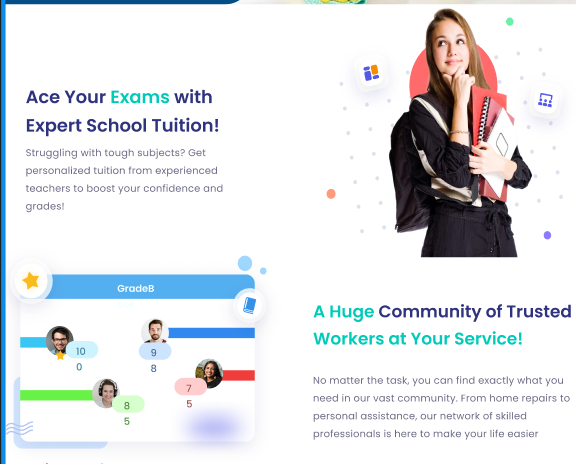 Ace Your Exams with
Expert School Tuition!
Struggling with tough subjects? Get
personalized tuition from experienced
teachers to boost your confidence and
grades!
GradeB
10
0
9
8
7
5
8
5
A Huge Community of Trusted
Workers at Your Service!
No matter the task, you can find exactly what you
need in our vast community. From home repairs to
personal assistance, our network of skilled
professionals is here to make your life easier